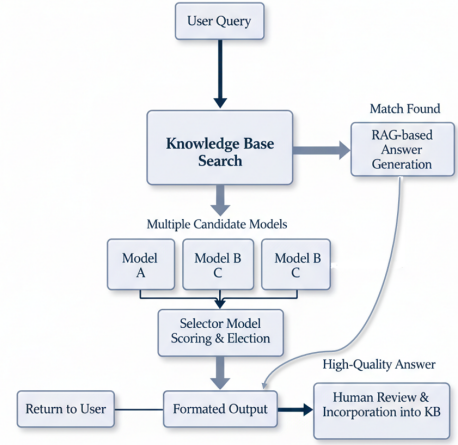 User Query
Match Found
Knowledge Base
Search
RAG-based
Answer
Generation
Multiple Candidate Models
Model
A
Model B
C
Model B
C
Selector Model
Scoring & Election
High-Quality Answer
Return to User
Formated Output
Human Review &
Incorporation into KB